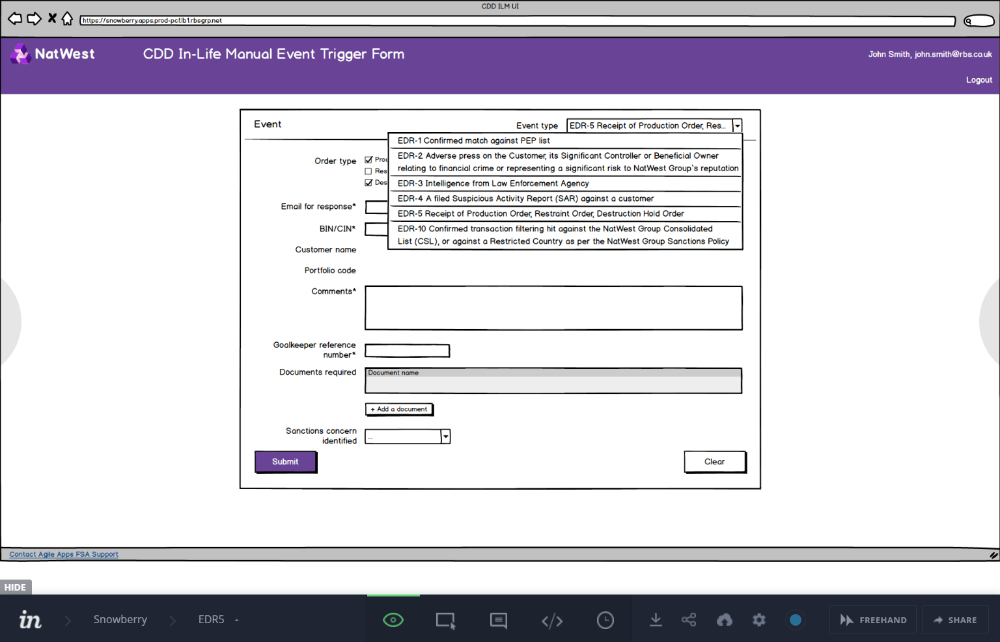 CDD ILM UI
https://snowberry.apps.prod-pcf.lb1.rbsgrp.net
NatWest
CDD In-Life Manual Event Trigger Form
John Smith, john.smith@rbs.co.uk
Logout
Event
Event type
EDR-5 Receipt of Production Order, Res...
EDR-1 Confirmed match against PEP list
EDR-2 Adverse press on the Customer, its Significant Controller or Beneficial Owner
relating to financial crime or representing a significant risk to NatWest Group's reputation
EDR-3 Intelligence from Law Enforcement Agency
EDR-4 A filed Suspicious Activity Report (SAR) against a customer
EDR-5 Receipt of Production Order, Restraint Order, Destruction Hold Order
EDR-10 Confirmed transaction filtering hit against the NatWest Group Consolidated
List (CSL), or against a Restricted Country as per the NatWest Group Sanctions Policy
Order type
Proc
Res
Des
Email for response*
BIN/CIN*
Customer name
Portfolio code
Comments*
Goalkeeper reference
number*
Documents required
Document name
+ Add a document
Sanctions concern
identified
...
Submit
Clear
Contact Agile Apps FSA Support
HIDE
in
Snowberry
EDR5
FREEHAND
SHARE